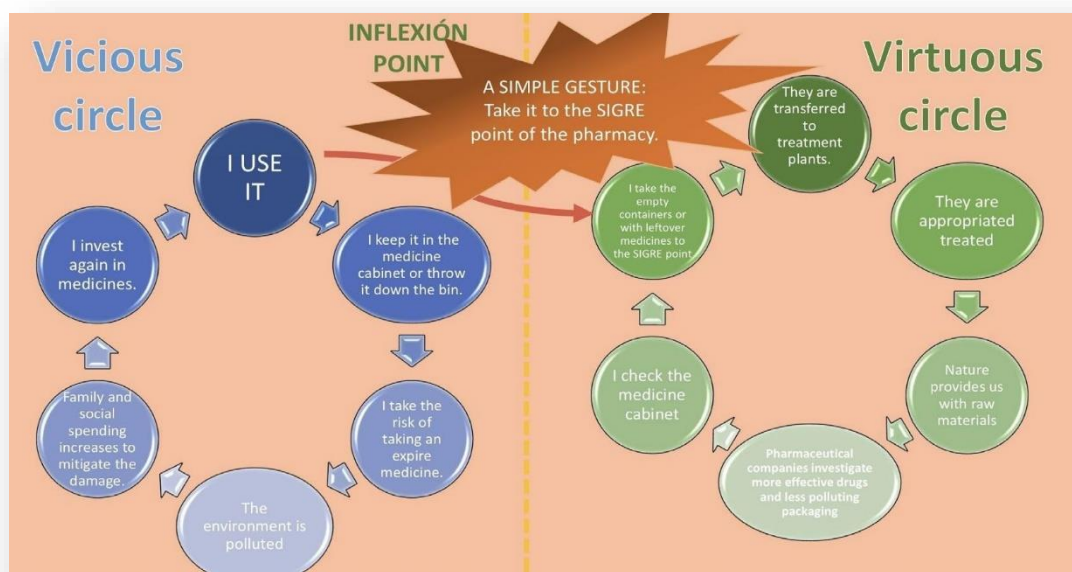 Vicious
circle
INFLEXIÓN
POINT
A SIMPLE GESTURE:
Take it to the SIGRE
point of the pharmacy.
Virtuous
circle
I USE
IT
I keep it in the
medicine
cabinet or throw
it down the bin.
I take the
risk of
taking an
expire
medicine.
The
environment is
polluted
Family and
social
spending
increases to
mitigate the
damage.
I invest
again in
medicines.
They are
transferred
to
treatment
plants.
They are
appropriated
treated
Nature
provides us
with raw
materials
Pharmaceutical
companies investigate
more effective drugs
and less polluting
packaging
I check the
medicine
cabinet
I take the
empty
containers or
with leftover
medicines to
the SIGRE point